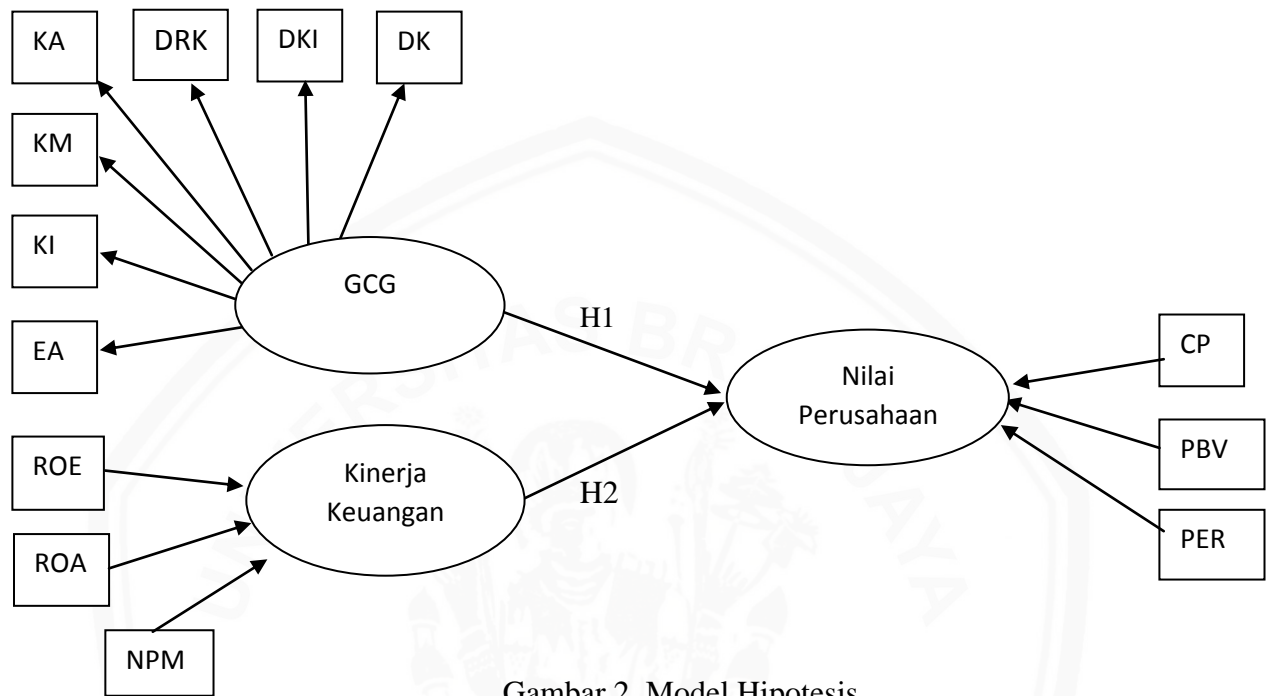 KA
DRK
DKI
DK
KM
KI
EA
GCG
H1
Nilai
Perusahaan
CP
PBV
PER
ROE
ROA
NPM
Kinerja
Keuangan
H2
Gambar 2. Model Hipotesis